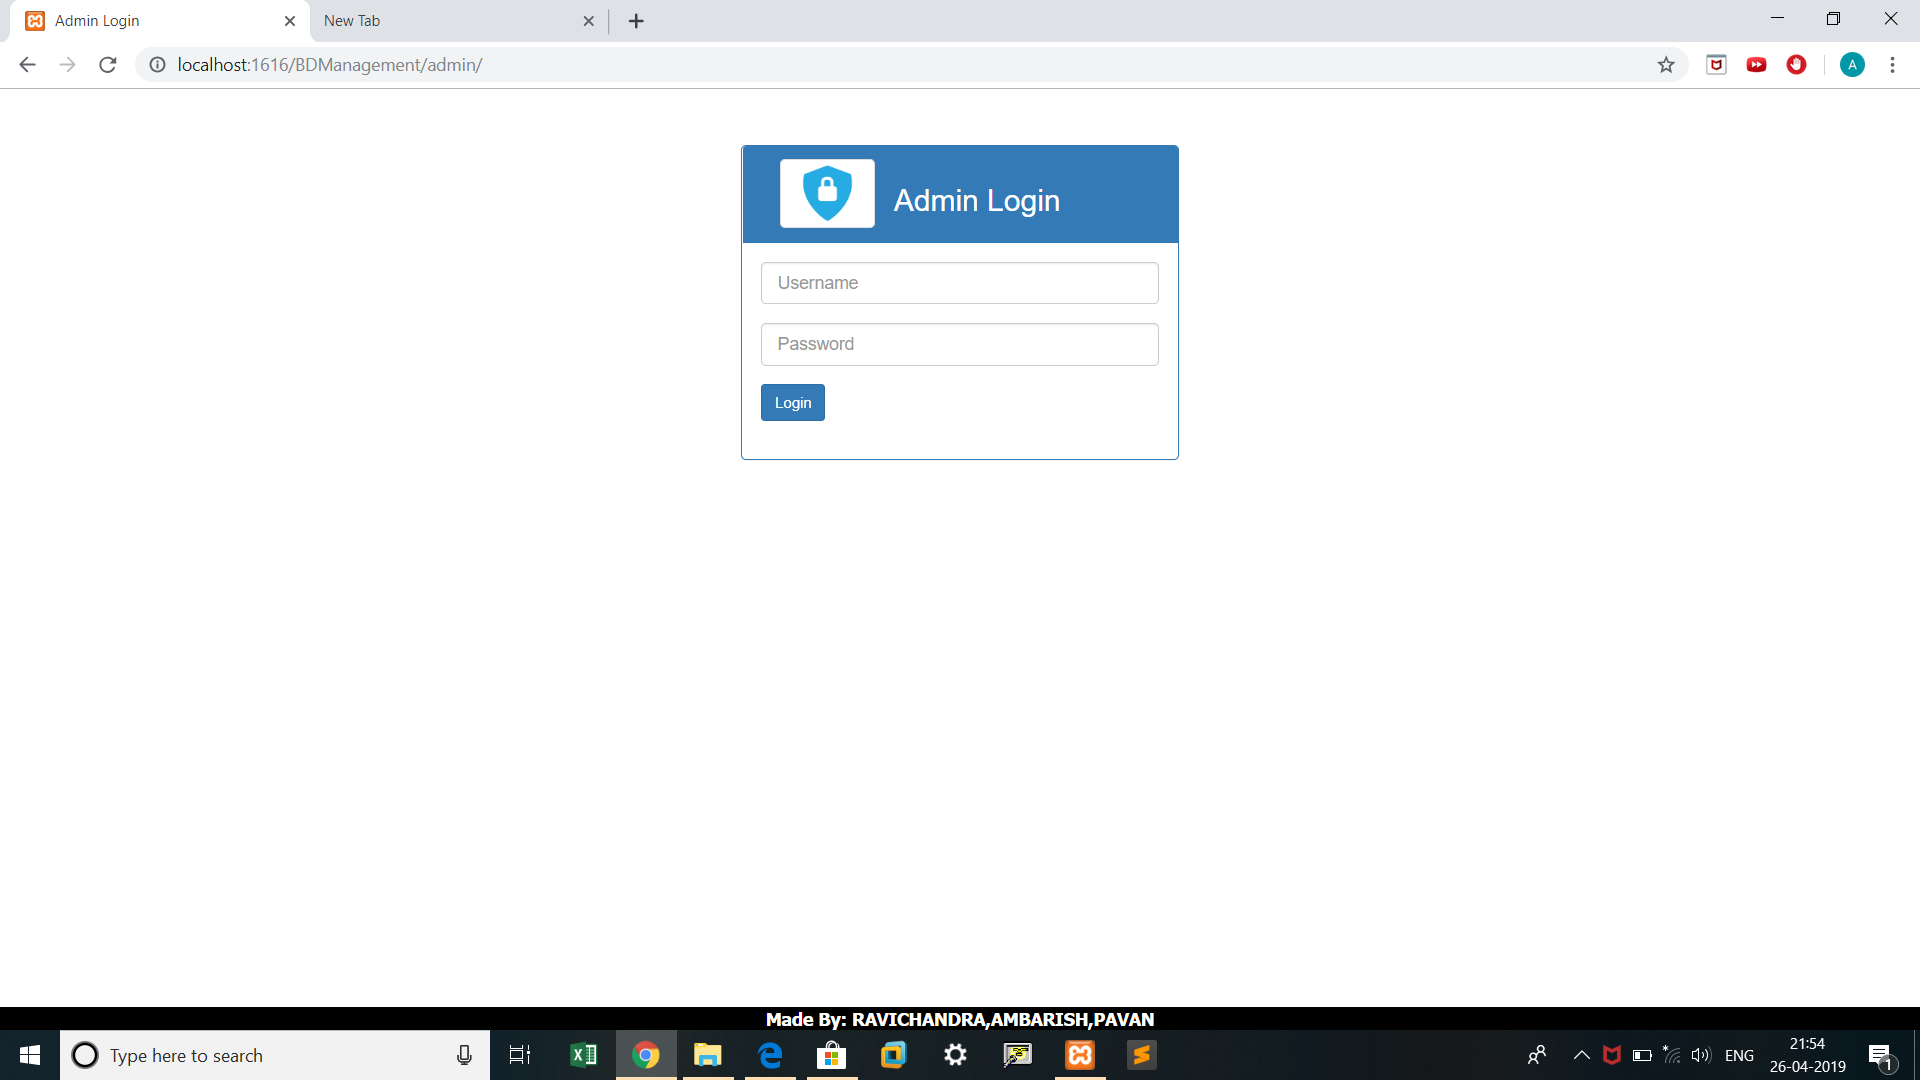 Admin Login
New Tab
localhost:1616/BDManagement/admin/
A
Admin Login
Username
Password
Login
Made By: RAVICHANDRA,AMBARISH,PAVAN
Type here to search
ENG
21:54
26-04-2019
1